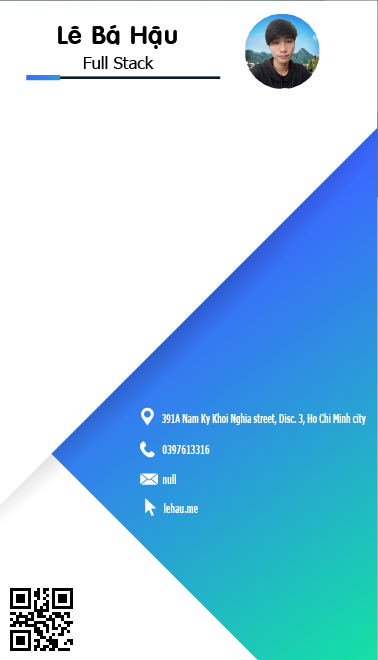 Lê Bá Hậu
Full Stack
391A Nam Ky Khoi Nghia street, Disc. 3, Ho Chi Minh city
0397613316
null
lehau.me